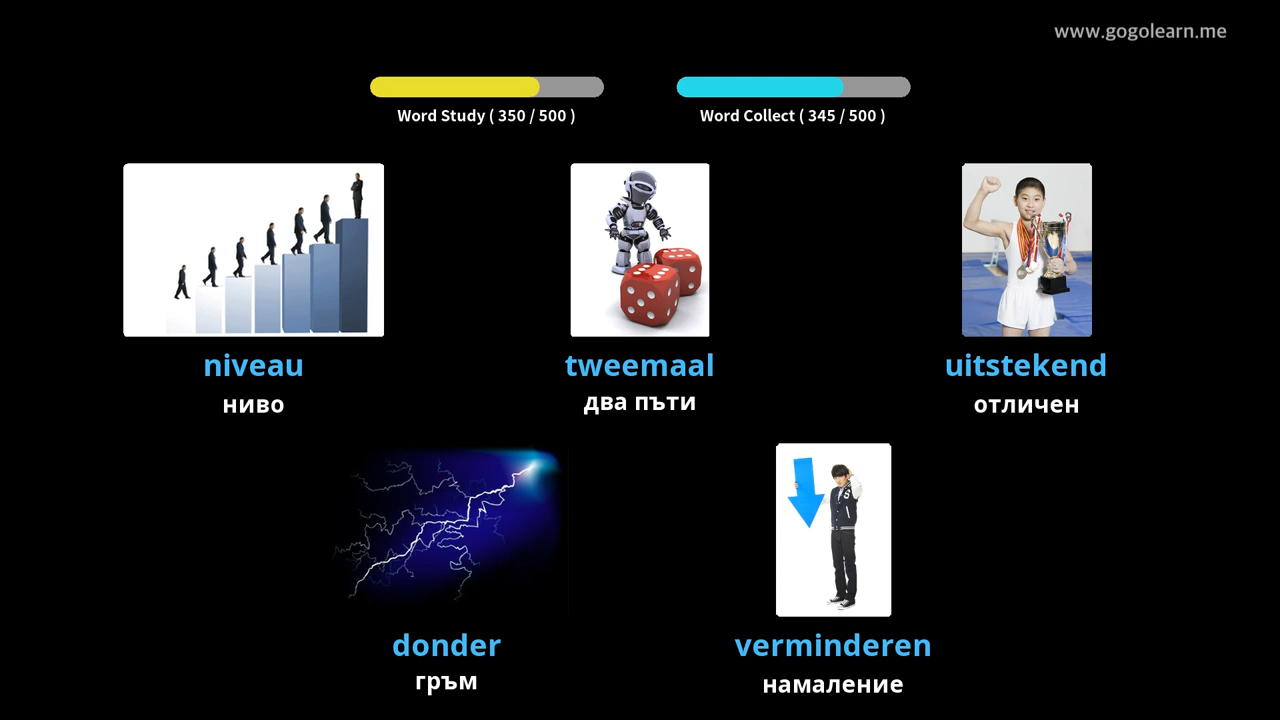 www.gogolearn.me
Word Study ( 350 / 500 )
Word Collect ( 345 / 500 )
niveau
ниво
tweemaal
два пъти
uitstekend
отличен
donder
гръм
verminderen
намаление